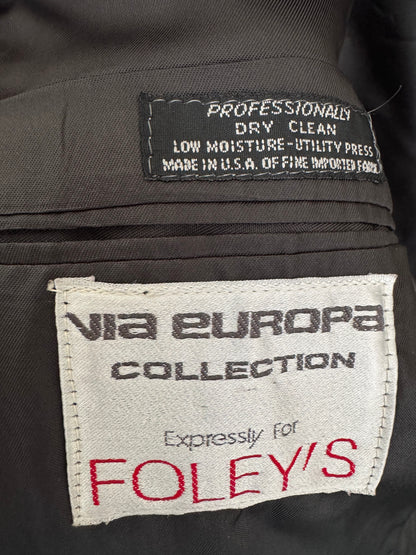 PROFESSIONALLY
DRY CLEAN
LOW MOISTURE-UTILITY PRESS
MADE IN U.S.A. OF FINE IMPORTED FABRIC
VIA EUROPA
COLLECTION
Expressly For
FOLEY'S